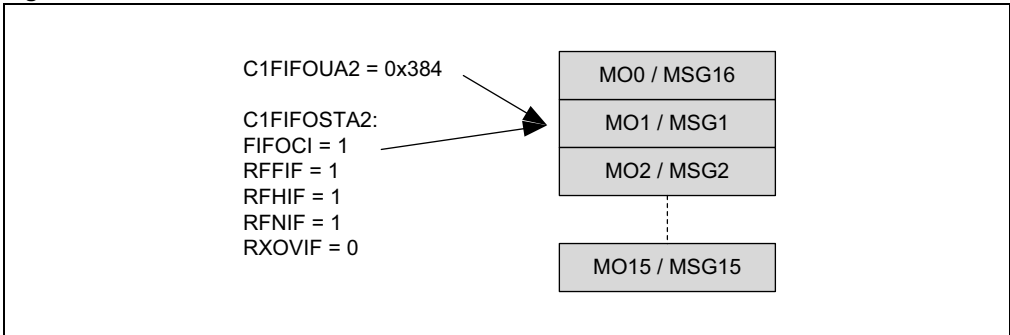 C1FIFOUA2 = 0x384
C1FIFOSTA2:
FIFOCI = 1
RFFIF = 1
RFHIF = 1
RFNIF = 1
RXOVIF = 0
MO0 / MSG16
MO1 / MSG1
MO2 / MSG2
MO15 / MSG15